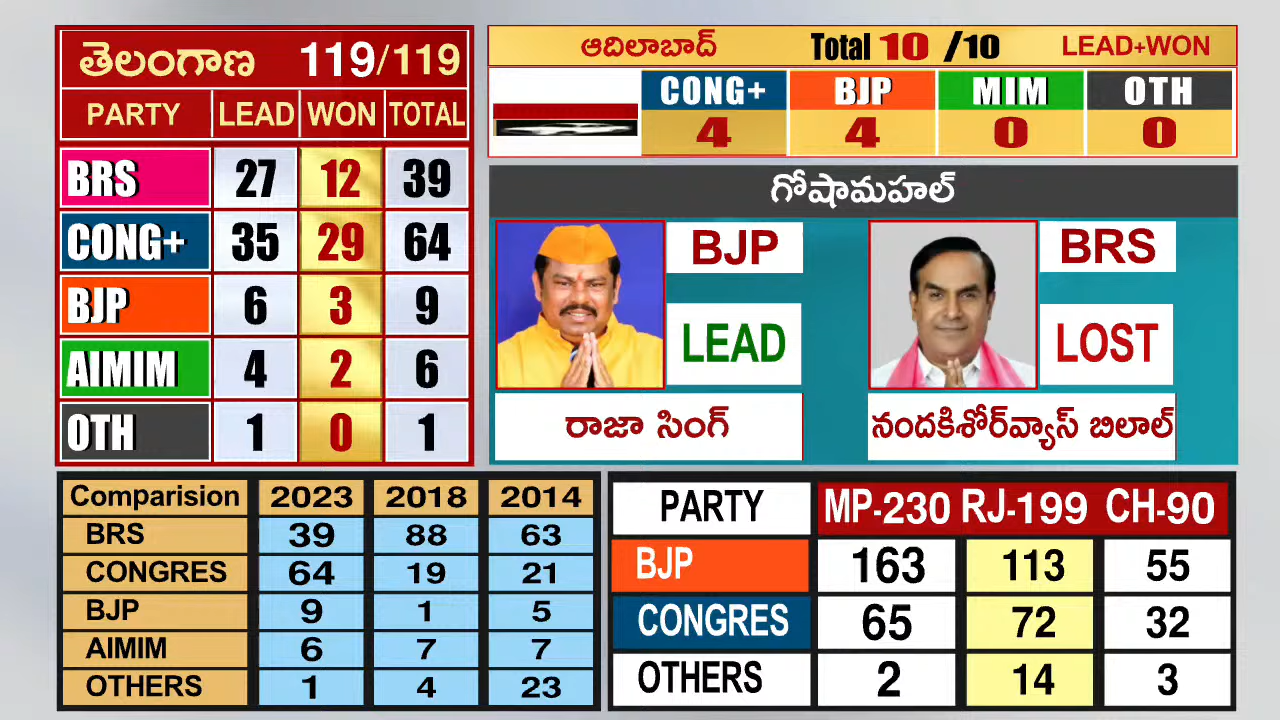 తెలంగాణ 119/119
PARTY LEAD WON TOTAL
BRS 27 12 39
CONG+ 35 29 64
BJP 6 3 9
AIMIM 4 2 6
OTH 1 0 1
ఆదిలాబాద్ Total 10 /10 LEAD+WON
CONG+ BJP MIM OTH
4 4 0 0
గోషామహల్
BJP BRS
LEAD LOST
రాజా సింగ్ నందకిశోర్‌వ్యాస్ బిలాల్
Comparision 2023 2018 2014
BRS 39 88 63
CONGRES 64 19 21
BJP 9 1 5
AIMIM 6 7 7
OTHERS 1 4 23
PARTY MP-230 RJ-199 CH-90
BJP 163 113 55
CONGRES 65 72 32
OTHERS 2 14 3